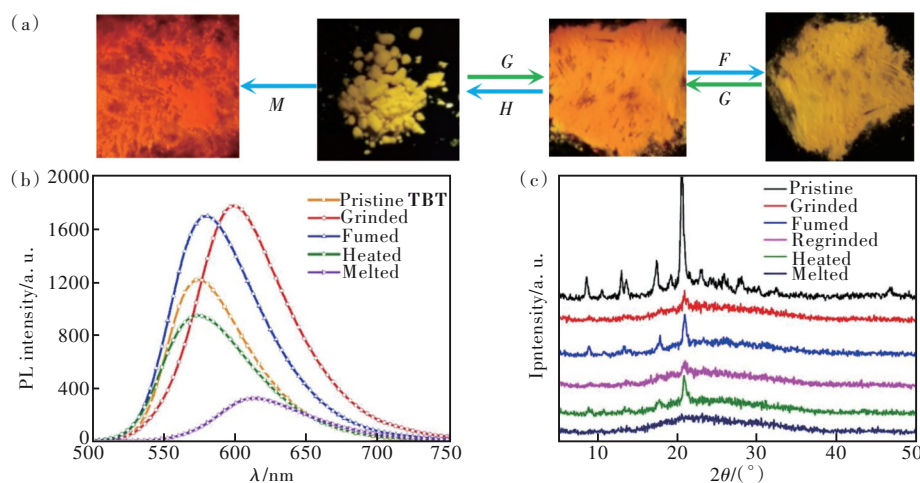 (a)
M
G
H
F
G
(b)
2000
1600
1200
800
400
0
PL intensity/a. u.
Pristine TBT
Grinded
Fumed
Heated
Melted
500 550 600 650 700 750
λ/nm
(c)
Ipntensity/a. u.
Pristine
Grinded
Fumed
Regrinded
Heated
Melted
10 20 30 40 50
2θ/(°)